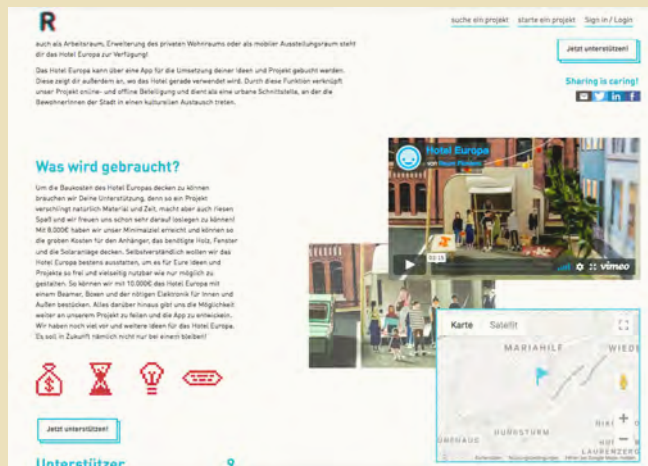 R
suche ein projekt   starte ein projekt   Sign in / Login
auch als Arbeitsraum, Erweiterung des privaten Wohnraums oder als mobiler Ausstellungsraum steht
dir das Hotel Europa zur Verfügung!
Das Hotel Europa kann über eine App für die Umsetzung deiner Ideen und Projekt gebucht werden.
Diese zeigt dir außerdem an, wo das Hotel gerade verwendet wird. Durch diese Funktion verknüpft
unser Projekt online- und offline Beteiligung und dient als eine urbane Schnittstelle, an der die
BewohnerInnen der Stadt in einen kulturellen Austausch treten.
Jetzt unterstützen!
Sharing is caring!
Was wird gebraucht?
Um die Baukosten des Hotel Europas decken zu können
brauchen wir Deine Unterstützung, denn so ein Projekt
verschlingt natürlich Material und Zeit, macht aber auch riesen
Spaß und wir freuen uns schon sehr darauf loslegen zu können!
Mit 8.000€ haben wir unser Minimalziel erreicht und können so
die groben Kosten für den Anhänger, das benötigte Holz, Fenster
und die Solaranlage decken. Selbstverständlich wollen wir das
Hotel Europa bestens ausstatten, um es für Eure Ideen und
Projekte so frei und vielseitig nutzbar wie nur möglich zu
gestalten. So können wir mit 10.000€ das Hotel Europa mit
einem Beamer, Boxen und der nötigen Elektronik für Innen und
Außen bestücken. Alles darüber hinaus gibt uns die Möglichkeit
weiter an unserem Projekt zu feilen und die App zu entwickeln.
Wir haben noch viel vor und weitere Ideen für das Hotel Europa.
Es soll in Zukunft nämlich nicht nur bei einem bleiben!
Hotel Europa
von
03:15
vimeo
Karte   Satellit
MARIAHILF
WIEDE
HUNDSTURM
LAURENZERG
Jetzt unterstützen!
Unterstützer   9